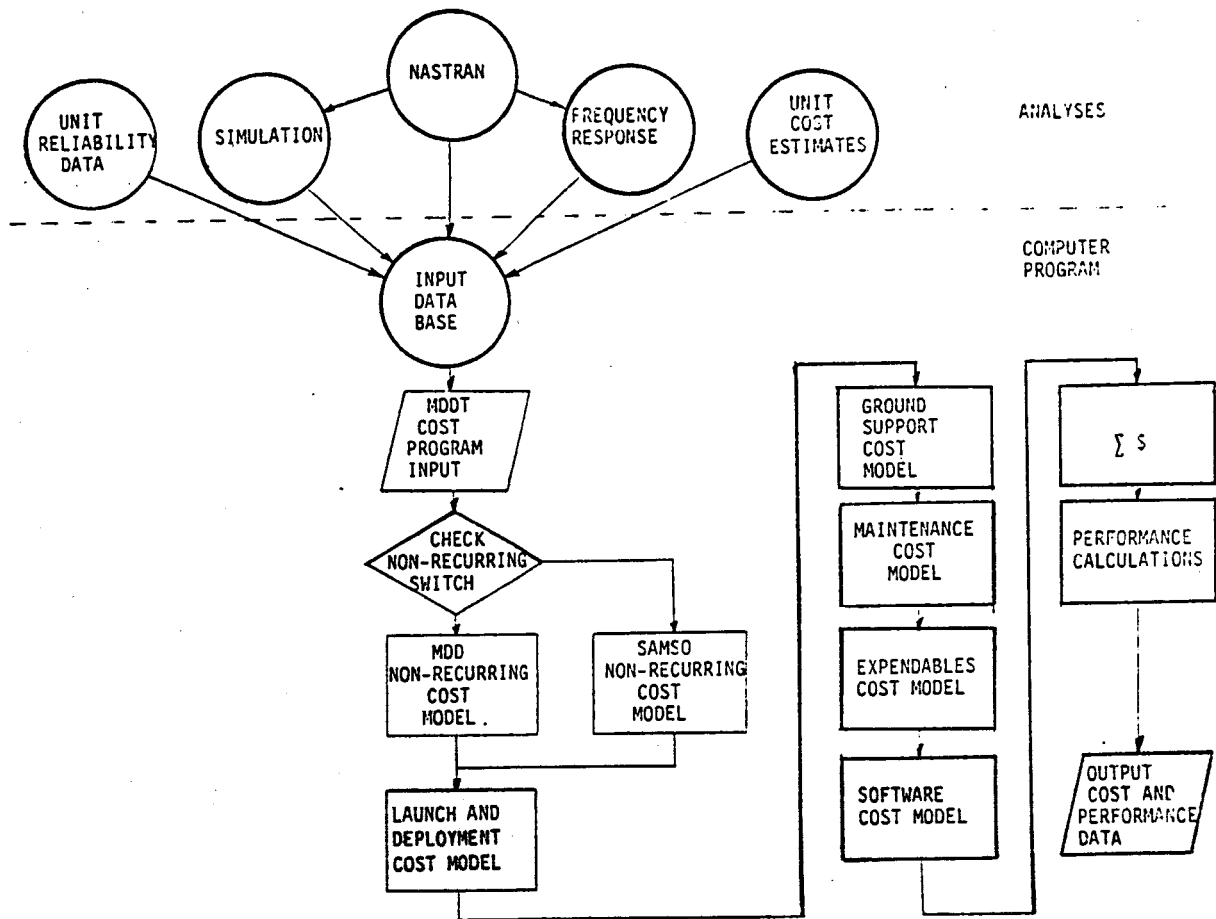 NASTRAN
UNIT
RELIABILITY
DATA
SIMULATION
FREQUENCY
RESPONSE
UNIT
COST
ESTIMATES
ANALYSES
COMPUTER
PROGRAM
INPUT
DATA
BASE
MDDT
COST
PROGRAM
INPUT
CHECK
NON-RECURRING
SWITCH
MDD
NON-RECURRING
COST
MODEL.
SAMSO
NON-RECURRING
COST
MODEL
LAUNCH AND
DEPLOYMENT
COST MODEL
GROUND
SUPPORT
COST
MODEL
MAINTENANCE
COST
MODEL
EXPENDABLES
COST MODEL
SOFTWARE
COST MODEL
Σ $
PERFORMANCE
CALCULATIONS
OUTPUT
COST AND
PERFORMANCE
DATA